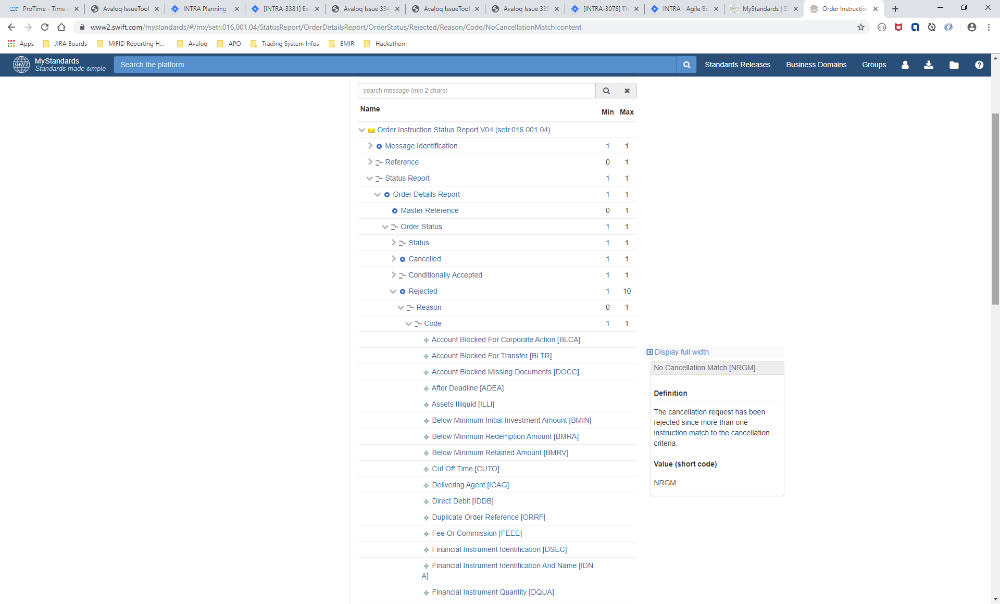 ProTime - Time r
Avaloq IssueTool
INTRA Planning -
[INTRA-3381] Exe
Avaloq Issue 334
Avaloq IssueTool
Avaloq Issue 339
[INTRA-3078] Th
INTRA - Agile Bo
MyStandards | S
Order Instruction
www2.swift.com/mystandards/#/mx/setr.016.001.04/StatusReport/OrderDetailsReport/OrderStatus/Rejected/Reason/Code/NoCancellationMatch!content
Apps JIRA Boards MIFID Reporting H... Avaloq APO Trading System Infos EMIR Hackathon
SWIFT
MyStandards
Standards made simple
Search the platform
Standards Releases Business Domains Groups
search message (min 2 chars)
Name Min Max
Order Instruction Status Report V04 (setr.016.001.04)
Message Identification 1 1
Reference 0 1
Status Report 1 1
Order Details Report 1 1
Master Reference 0 1
Order Status 1 1
Status 1 1
Cancelled 1 1
Conditionally Accepted 1 1
Rejected 1 10
Reason 0 1
Code 1 1
Account Blocked For Corporate Action [BLCA]
Account Blocked For Transfer [BLTR]
Account Blocked Missing Documents [DOCC]
After Deadline [ADEA]
Assets Illiquid [ILLI]
Below Minimum Initial Investment Amount [BMIN]
Below Minimum Redemption Amount [BMRA]
Below Minimum Retained Amount [BMRV]
Cut Off Time [CUTO]
Delivering Agent [ICAG]
Direct Debit [IDDB]
Duplicate Order Reference [ORRF]
Fee Or Commission [FEEE]
Financial Instrument Identification [DSEC]
Financial Instrument Identification And Name [IDN
A]
Financial Instrument Quantity [DQUA]
Display full width
No Cancellation Match [NRGM]
Definition
The cancellation request has been
rejected since more than one
instruction match to the cancellation
criteria.
Value (short code)
NRGM